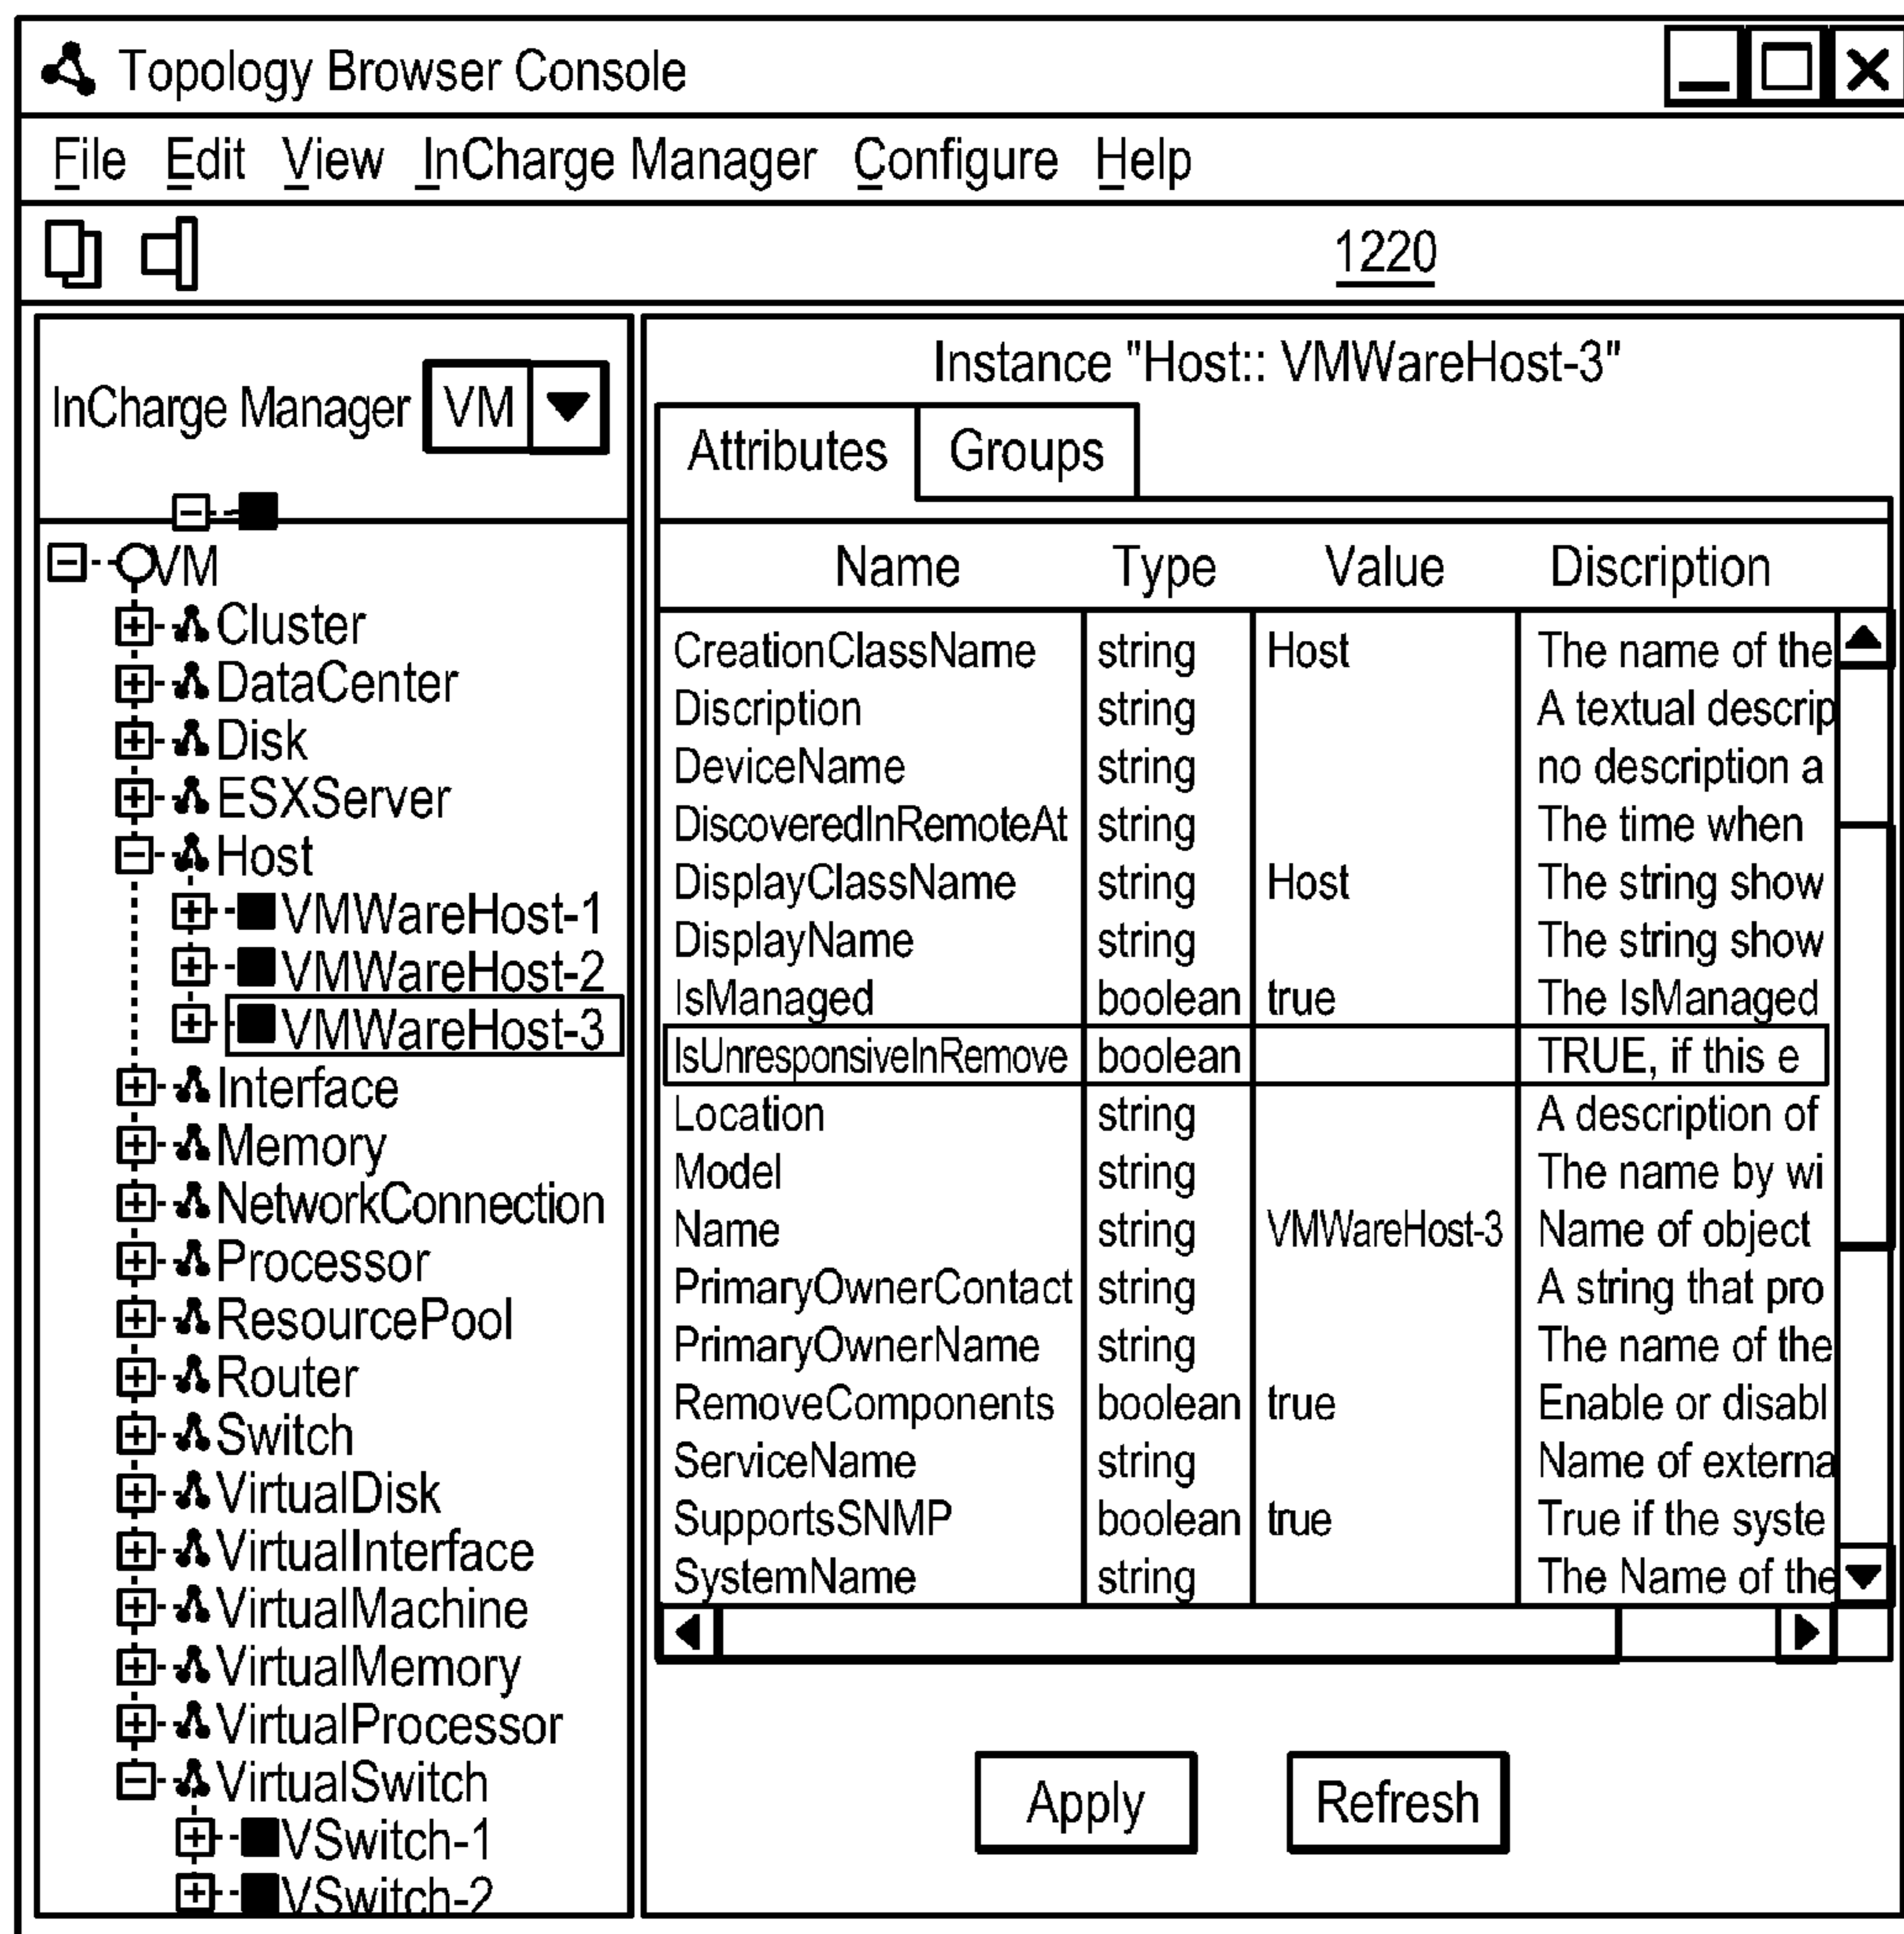 Topology Browser Console
File Edit View InCharge Manager Configure Help
1220
InCharge Manager VM
VM
Cluster
DataCenter
Disk
ESXServer
Host
VMWareHost-1
VMWareHost-2
VMWareHost-3
Interface
Memory
NetworkConnection
Processor
ResourcePool
Router
Switch
VirtualDisk
VirtualInterface
VirtualMachine
VirtualMemory
VirtualProcessor
VirtualSwitch
VSwitch-1
VSwitch-2
Instance "Host:: VMWareHost-3"
Attributes Groups
Name Type Value Discription
CreationClassName string Host The name of the
Discription string A textual descrip
DeviceName string no description a
DiscoveredInRemoteAt string The time when
DisplayClassName string Host The string show
DisplayName string The string show
IsManaged boolean true The IsManaged
IsUnresponsiveInRemove boolean TRUE, if this e
Location string A description of
Model string The name by wi
Name string VMWareHost-3 Name of object
PrimaryOwnerContact string A string that pro
PrimaryOwnerName string The name of the
RemoveComponents boolean true Enable or disabl
ServiceName string Name of externa
SupportsSNMP boolean true True if the syste
SystemName string The Name of the
Apply Refresh